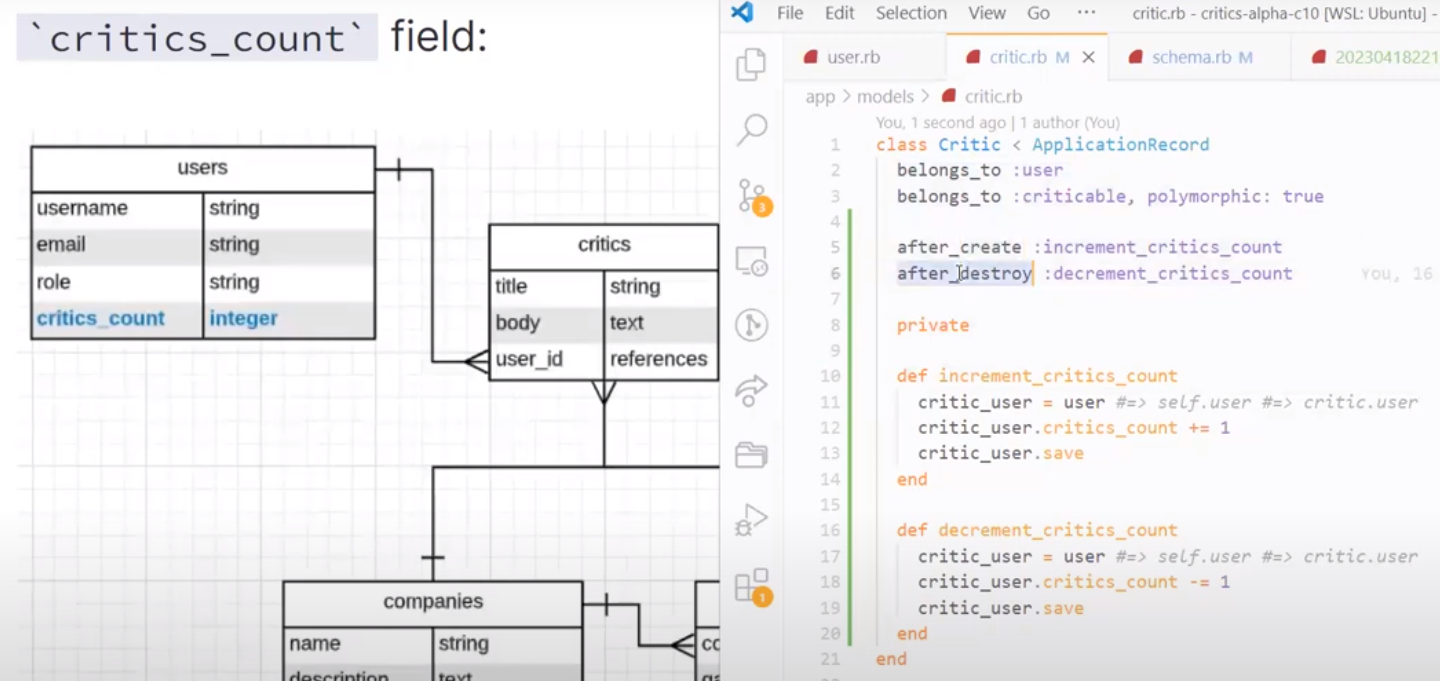 `critics_count` field:
users
username string
email string
role string
critics_count integer
critics
title string
body text
user_id references
companies
name string
description text
File Edit Selection View Go ··· critic.rb - critics-alpha-c10 [WSL: Ubuntu] -
user.rb critic.rb M × schema.rb M 20230418221
app > models > critic.rb
You, 1 second ago | 1 author (You)
1 class Critic < ApplicationRecord
2 belongs_to :user
3 belongs_to :criticable, polymorphic: true
4
5 after_create :increment_critics_count
6 after_destroy :decrement_critics_count You, 16
7
8 private
9
10 def increment_critics_count
11 critic_user = user #=> self.user #=> critic.user
12 critic_user.critics_count += 1
13 critic_user.save
14 end
15
16 def decrement_critics_count
17 critic_user = user #=> self.user #=> critic.user
18 critic_user.critics_count -= 1
19 critic_user.save
20 end
21 end
3
1